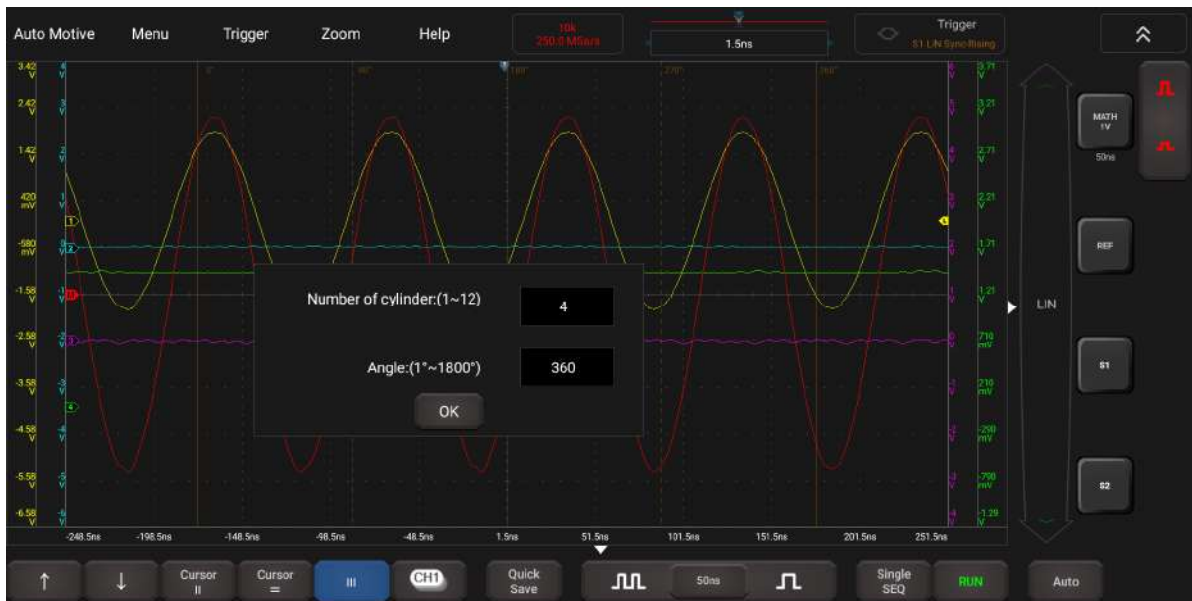 Auto Motive Menu Trigger Zoom Help
10k
250.0 MSa/s
1.5ns
Trigger
S1 LIN Sync-Rising
3.42 V
2.42 V
1.42 V
420 mV
-580 mV
-1.58 V
-2.58 V
-3.58 V
-4.58 V
-5.58 V
-6.58 V
0° 90° 180° 270° 360°
3.71 V
3.21 V
2.71 V
2.21 V
1.71 V
1.21 V
710 mV
210 mV
-290 mV
-790 mV
-1.29 V
Number of cylinder:(1~12) 4
Angle:(1°~1800°) 360
OK
-248.5ns -198.5ns -148.5ns -98.5ns -48.5ns 1.5ns 51.5ns 101.5ns 151.5ns 201.5ns 251.5ns
LIN
MATH
1V
50ns
REF
S1
S2
Cursor
Cursor
CH1
Quick
Save
50ns
Single
SEQ
RUN
Auto